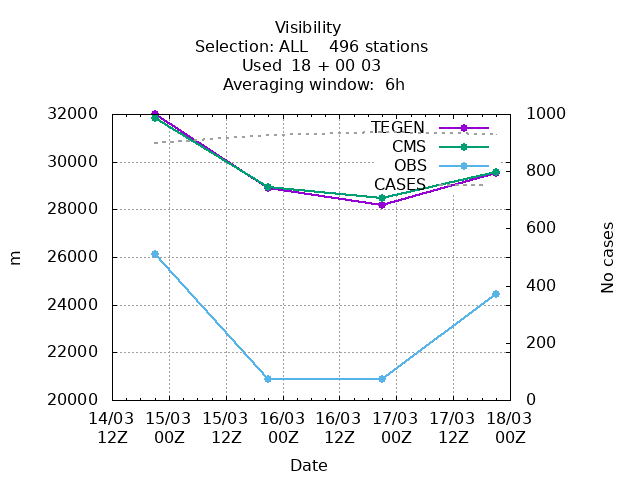 Visibility
Selection: ALL    496 stations
Used  18 + 00 03
Averaging window:  6h
32000
30000
28000
26000
24000
22000
20000
m
1000
800
600
400
200
0
No cases
TEGEN
CMS
OBS
CASES
14/03 15/03 15/03 16/03 16/03 17/03 17/03 18/03
12Z 00Z 12Z 00Z 12Z 00Z 12Z 00Z
Date